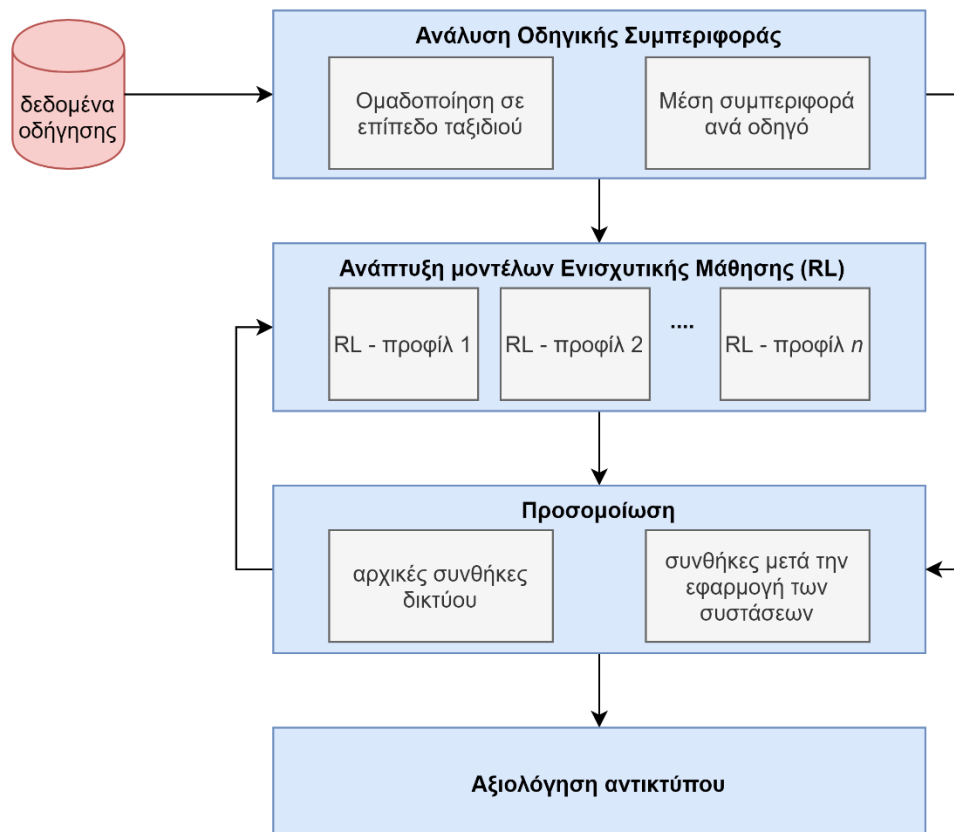 Ανάλυση Οδηγικής Συμπεριφοράς
δεδομένα
οδήγησης
Ομαδοποίηση σε
επίπεδο ταξιδιού
Μέση συμπεριφορά
ανά οδηγό
Ανάπτυξη μοντέλων Ενισχυτικής Μάθησης (RL)
RL - προφίλ 1
RL - προφίλ 2
....
RL - προφίλ n
Προσομοίωση
αρχικές συνθήκες
δικτύου
συνθήκες μετά την
εφαρμογή των
συστάσεων
Αξιολόγηση αντικτύπου